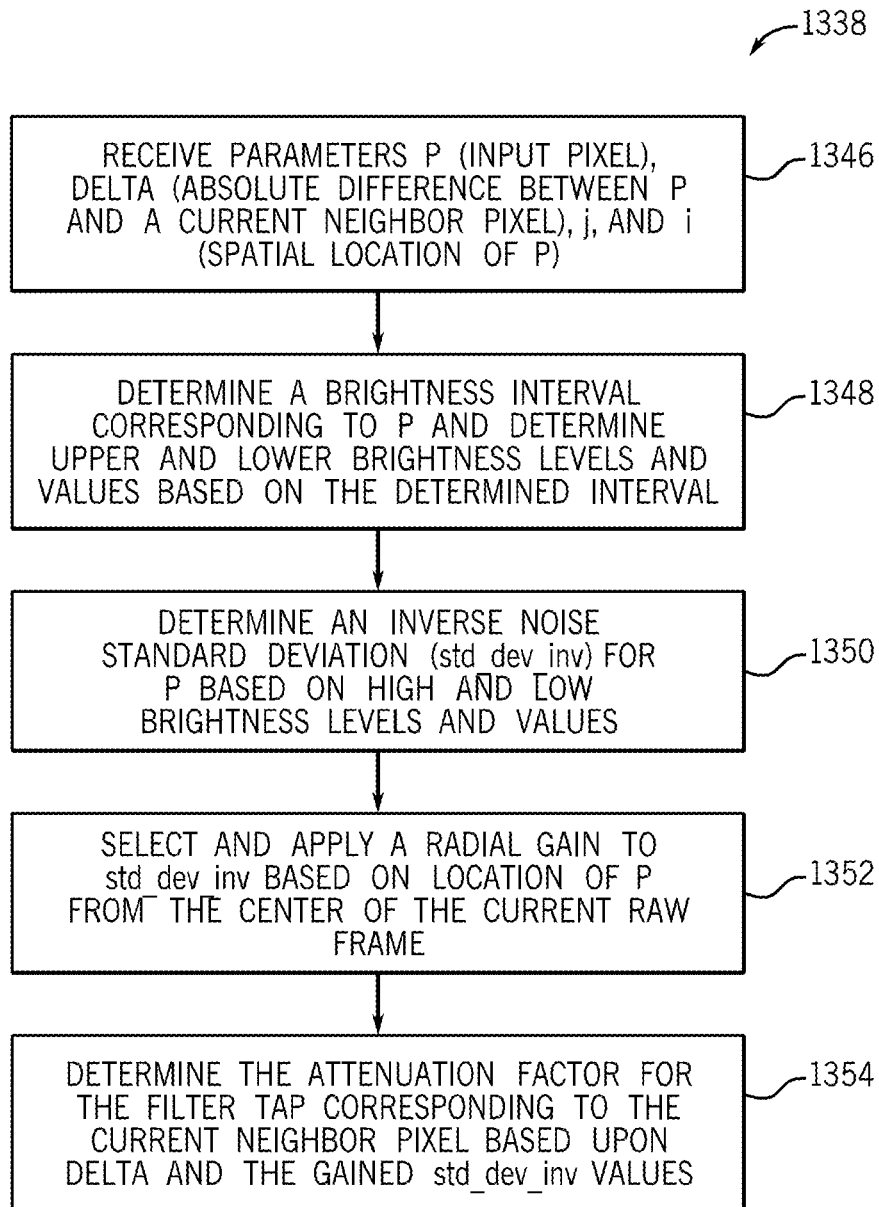 1338
RECEIVE PARAMETERS P (INPUT PIXEL),
DELTA (ABSOLUTE DIFFERENCE BETWEEN P
AND A CURRENT NEIGHBOR PIXEL), j, AND i
(SPATIAL LOCATION OF P)
1346
DETERMINE A BRIGHTNESS INTERVAL
CORRESPONDING TO P AND DETERMINE
UPPER AND LOWER BRIGHTNESS LEVELS AND
VALUES BASED ON THE DETERMINED INTERVAL
1348
DETERMINE AN INVERSE NOISE
STANDARD DEVIATION (std_dev_inv) FOR
P BASED ON HIGH AND LOW
BRIGHTNESS LEVELS AND VALUES
1350
SELECT AND APPLY A RADIAL GAIN TO
std_dev_inv BASED ON LOCATION OF P
FROM THE CENTER OF THE CURRENT RAW
FRAME
1352
DETERMINE THE ATTENUATION FACTOR FOR
THE FILTER TAP CORRESPONDING TO THE
CURRENT NEIGHBOR PIXEL BASED UPON
DELTA AND THE GAINED std_dev_inv VALUES
1354